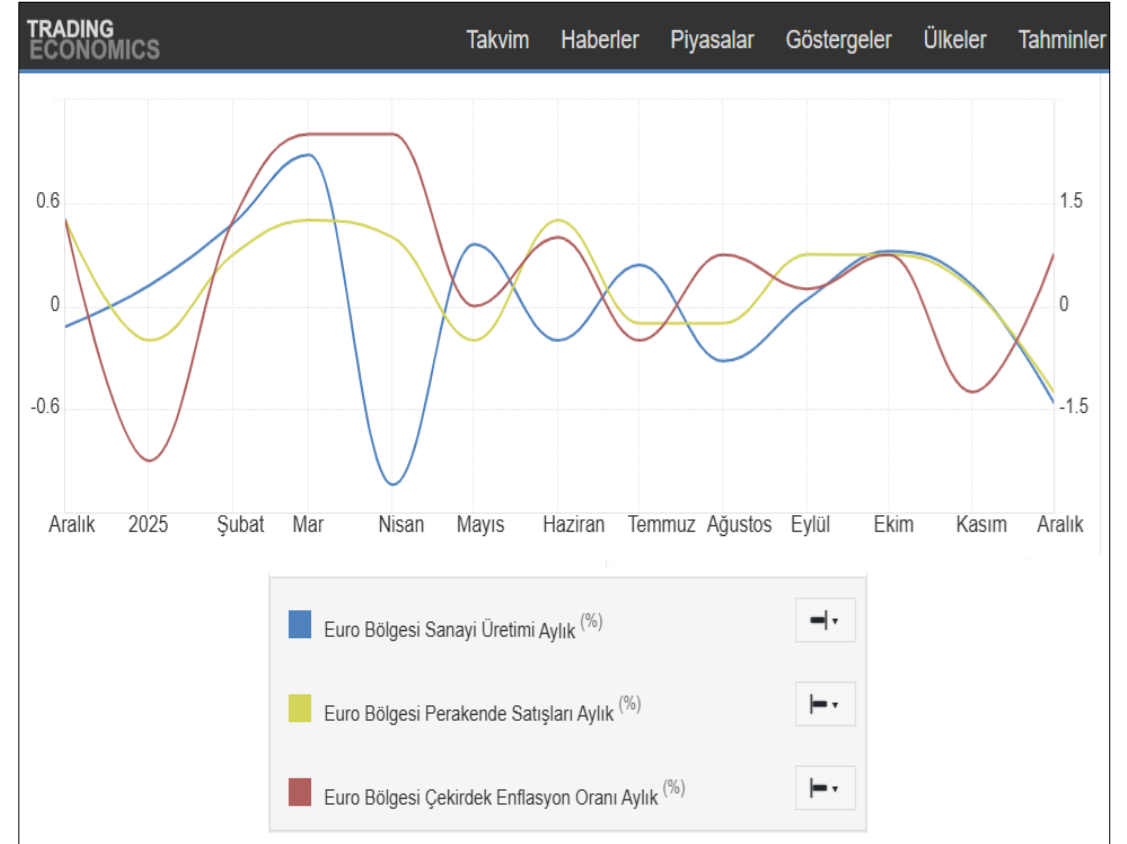 TRADING
ECONOMICS
Takvim Haberler Piyasalar Göstergeler Ülkeler Tahminler
0.6 1.5
0 0
-0.6 -1.5
Aralık 2025 Şubat Mar Nisan Mayıs Haziran Temmuz Ağustos Eylül Ekim Kasım Aralık
Euro Bölgesi Sanayi Üretimi Aylık (%)
Euro Bölgesi Perakende Satışları Aylık (%)
Euro Bölgesi Çekirdek Enflasyon Oranı Aylık (%)